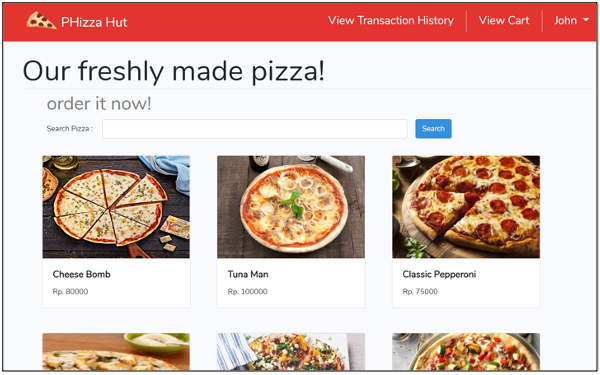 PHizza Hut
View Transaction History
View Cart
John
Our freshly made pizza!
order it now!
Search Pizza :
Search
Cheese Bomb
Rp. 80000
Tuna Man
Rp. 100000
Classic Pepperoni
Rp. 75000